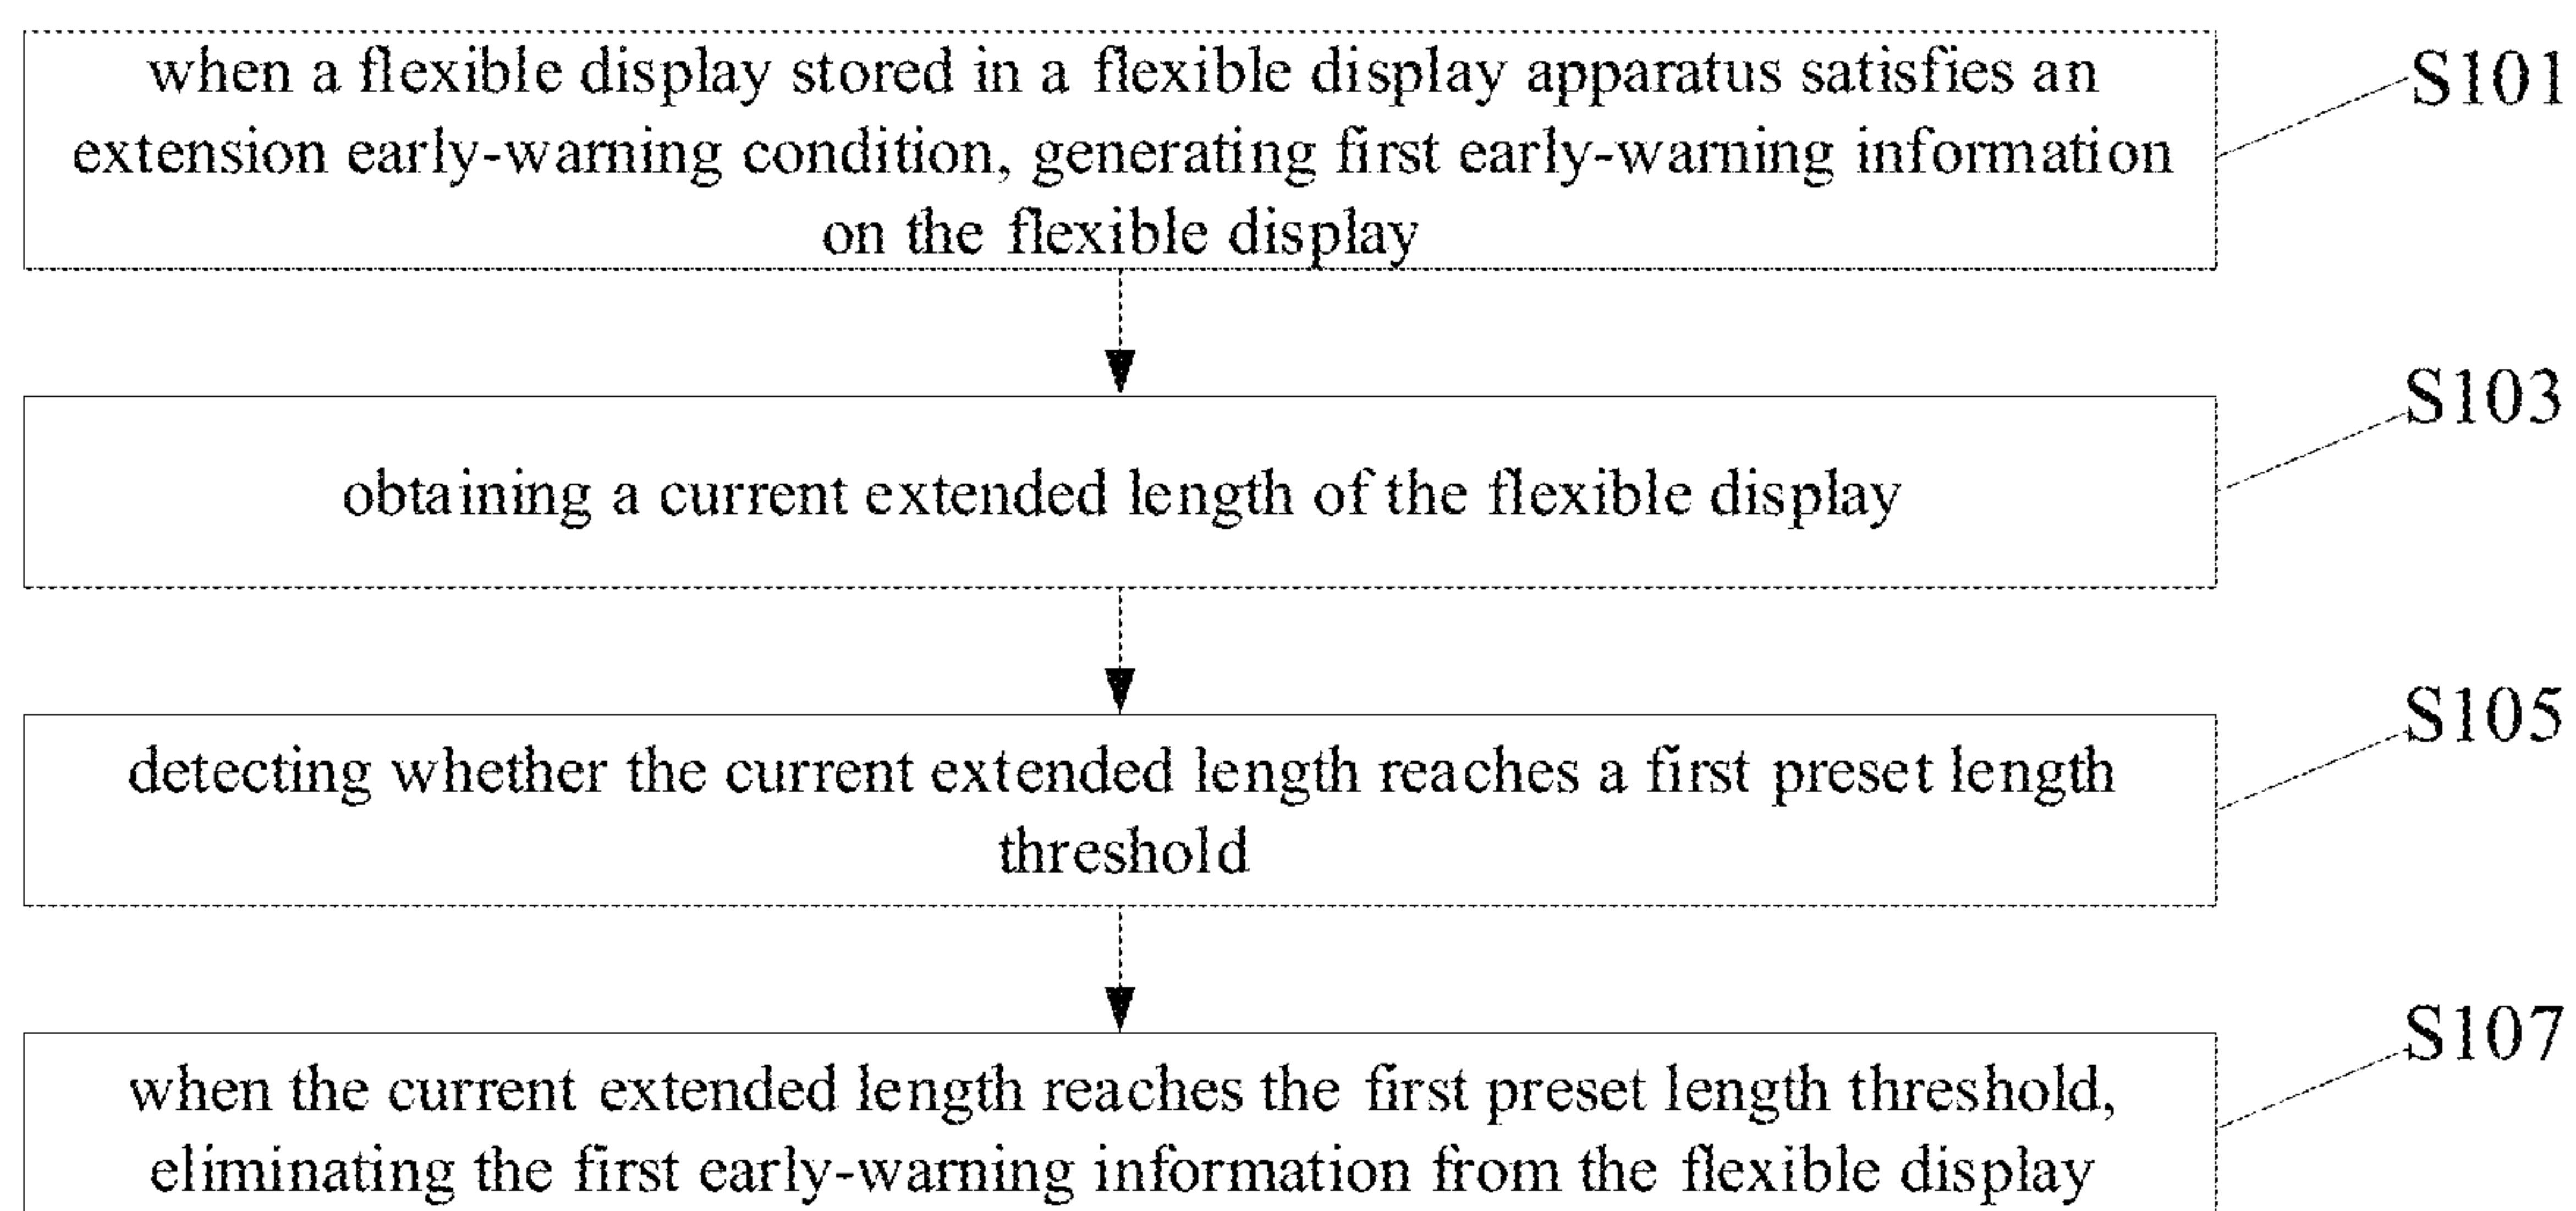 when a flexible display stored in a flexible display apparatus satisfies an
extension early-warning condition, generating first early-warning information
on the flexible display
S101
obtaining a current extended length of the flexible display
S103
detecting whether the current extended length reaches a first preset length
threshold
S105
when the current extended length reaches the first preset length threshold,
eliminating the first early-warning information from the flexible display
S107